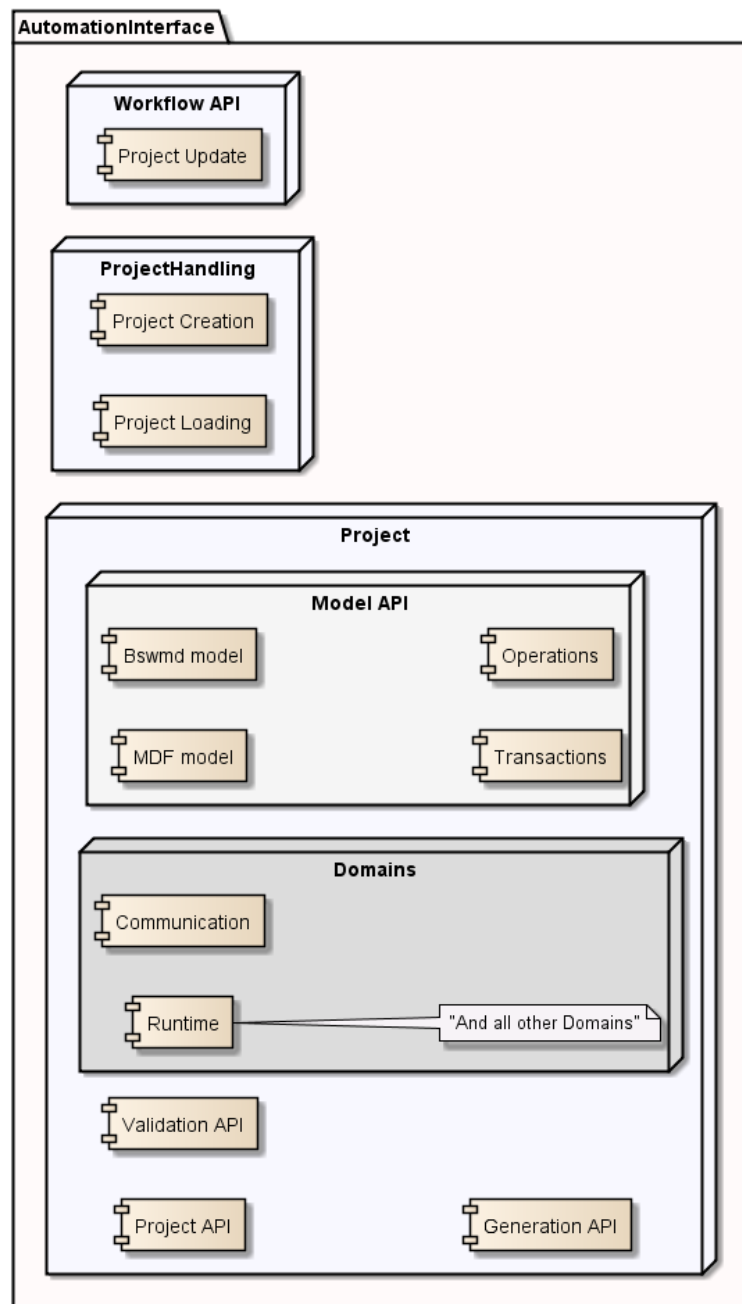 AutomationInterface
Workflow API
Project Update
ProjectHandling
Project Creation
Project Loading
Project
Model API
Bswmd model
Operations
MDF model
Transactions
Domains
Communication
Runtime
"And all other Domains"
Validation API
Project API
Generation API